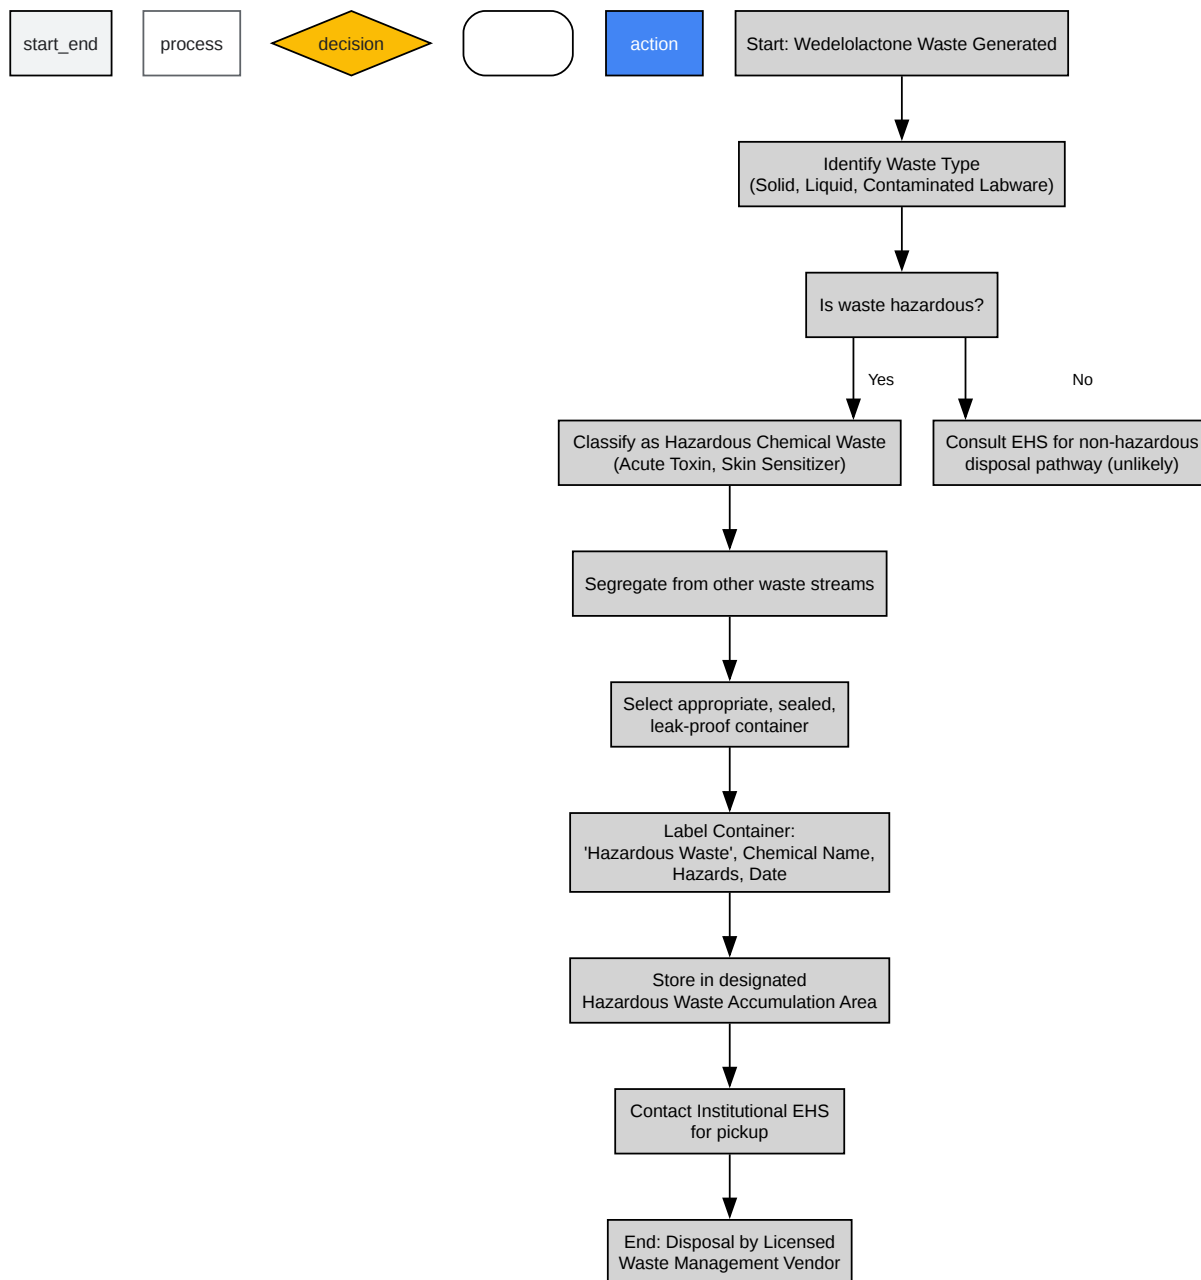 start_end
process
decision
action
Start: Wedelolactone Waste Generated
Identify Waste Type
(Solid, Liquid, Contaminated Labware)
Is waste hazardous?
Yes
No
Classify as Hazardous Chemical Waste
(Acute Toxin, Skin Sensitizer)
Consult EHS for non-hazardous
disposal pathway (unlikely)
Segregate from other waste streams
Select appropriate, sealed,
leak-proof container
Label Container:
'Hazardous Waste', Chemical Name,
Hazards, Date
Store in designated
Hazardous Waste Accumulation Area
Contact Institutional EHS
for pickup
End: Disposal by Licensed
Waste Management Vendor